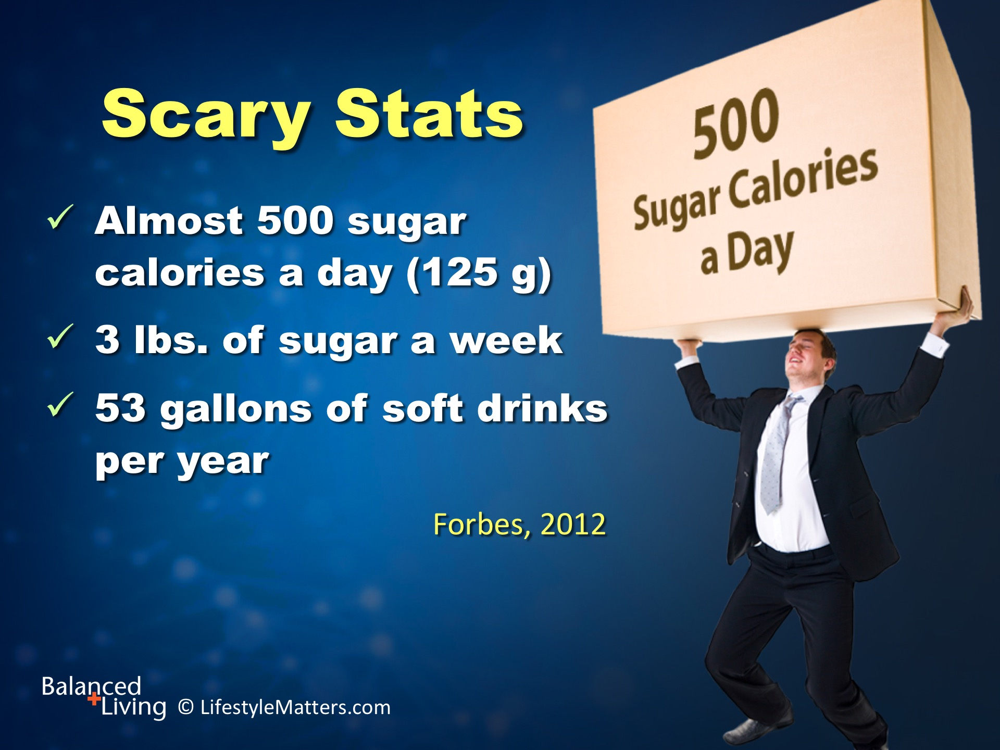 Scary Stats
✓ Almost 500 sugar
calories a day (125 g)
✓ 3 lbs. of sugar a week
✓ 53 gallons of soft drinks
per year
Forbes, 2012
500
Sugar Calories
a Day
Balanced
Living © LifestyleMatters.com